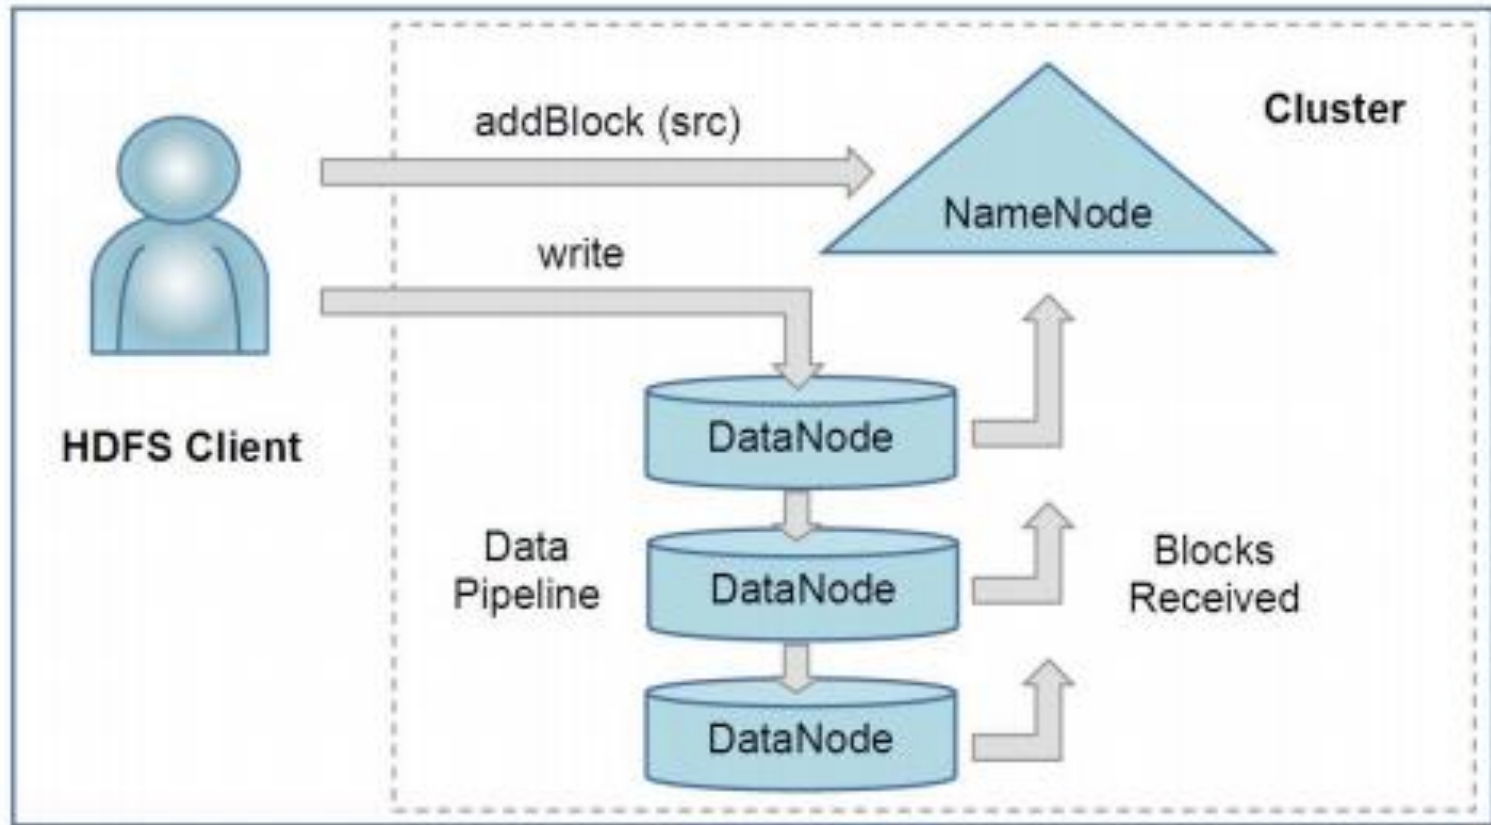 addBlock (src)
Cluster
NameNode
write
HDFS Client
DataNode
Data
Pipeline
DataNode
Blocks
Received
DataNode